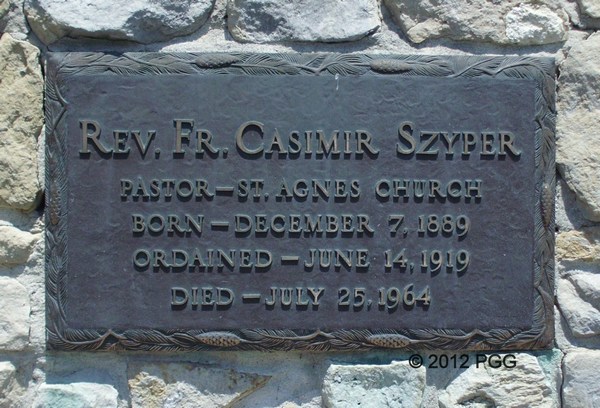 REV. FR. CASIMIR SZYPER
PASTOR–ST. AGNES CHURCH
BORN–DECEMBER 7, 1889
ORDAINED–JUNE 14, 1919
DIED–JULY 25, 1964
© 2012 PGG